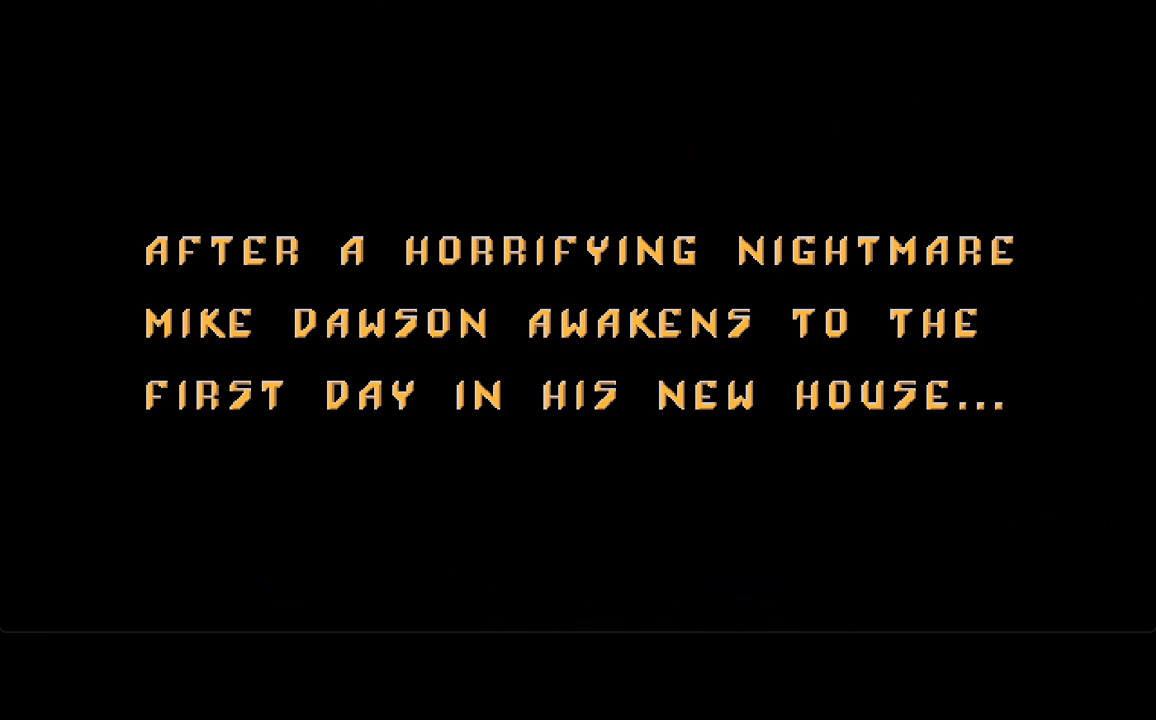 AFTER A HORRIFYING NIGHTMARE
MIKE DAWSON AWAKENS TO THE
FIRST DAY IN HIS NEW HOUSE...